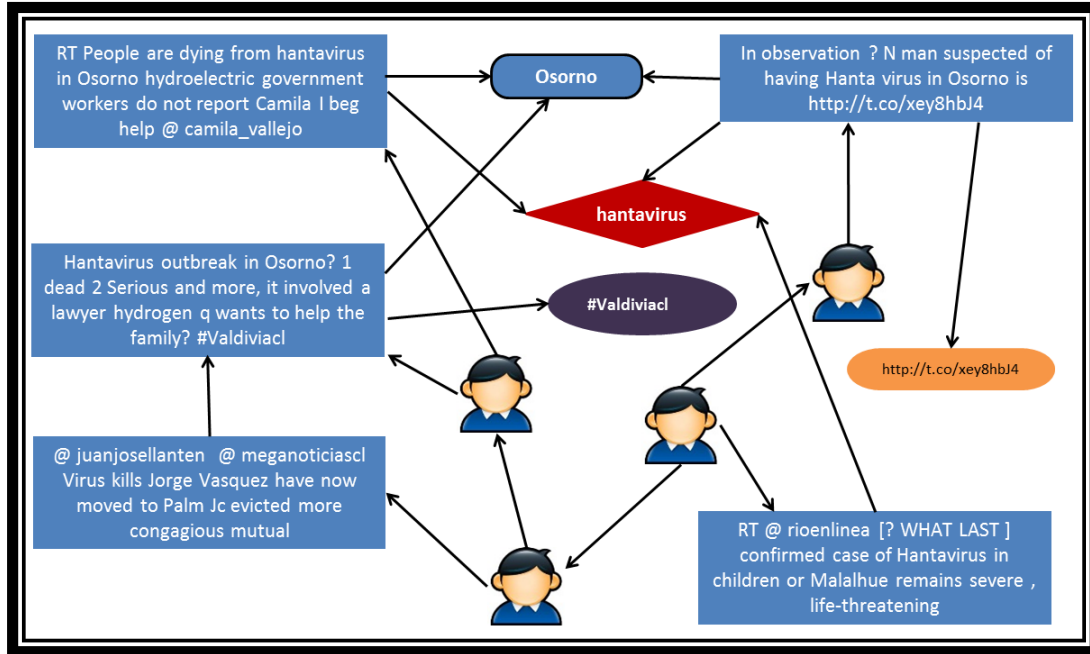 RT People are dying from hantavirus
in Osorno hydroelectric government
workers do not report Camila I beg
help @ camila_vallejo
Osorno
In observation ? N man suspected of
having Hanta virus in Osorno is
http://t.co/xey8hbJ4
hantavirus
Hantavirus outbreak in Osorno? 1
dead 2 Serious and more, it involved a
lawyer hydrogen q wants to help the
family? #Valdiviacl
#Valdiviacl
http://t.co/xey8hbJ4
@ juanjosellanten @ meganoticiascl
Virus kills Jorge Vasquez have now
moved to Palm Jc evicted more
congagious mutual
RT @ rioenlinea [? WHAT LAST ]
confirmed case of Hantavirus in
children or Malalhue remains severe ,
life-threatening